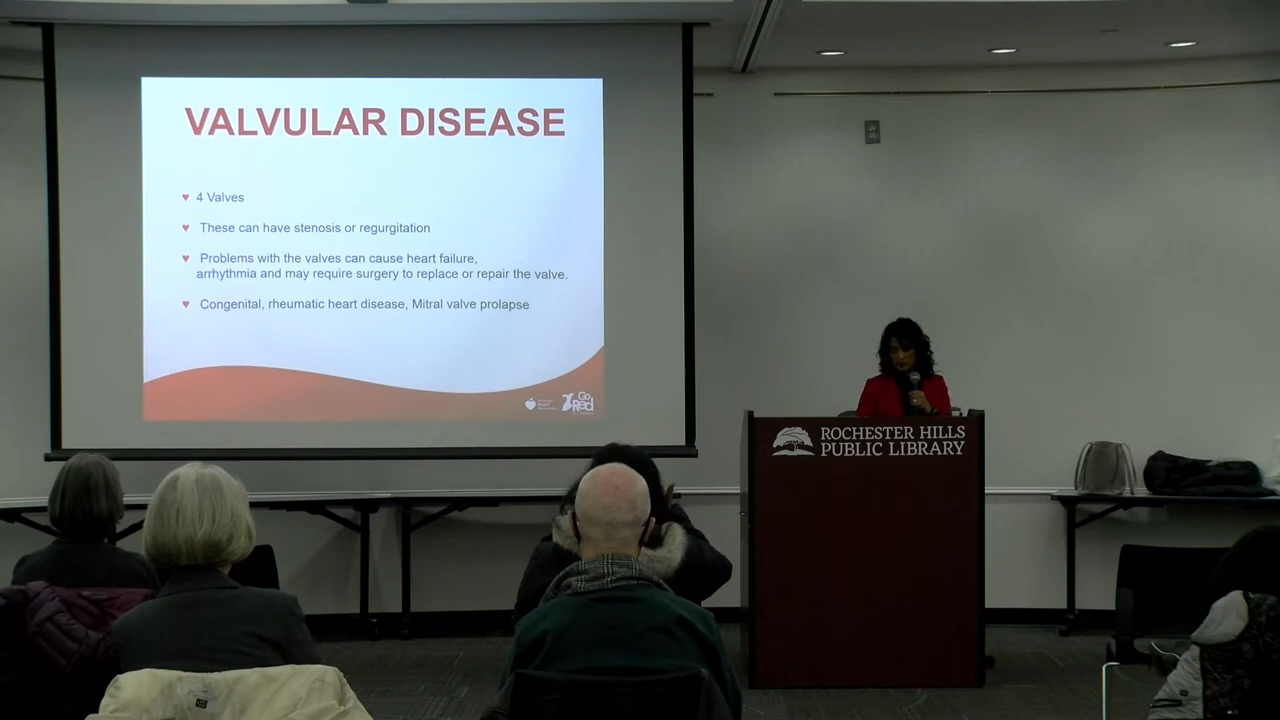 VALVULAR DISEASE
♥ 4 Valves
♥ These can have stenosis or regurgitation
♥ Problems with the valves can cause heart failure,
arrhythmia and may require surgery to replace or repair the valve.
♥ Congenital, rheumatic heart disease, Mitral valve prolapse
Go
Red
ROCHESTER HILLS
PUBLIC LIBRARY